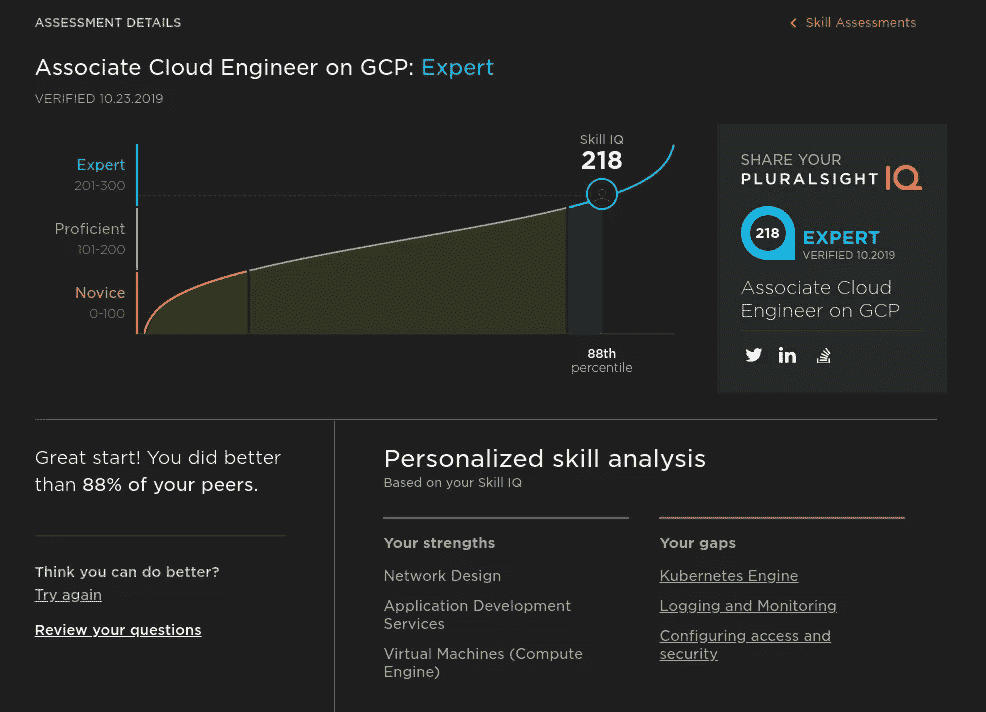 ASSESSMENT DETAILS
Skill Assessments
Associate Cloud Engineer on GCP: Expert
VERIFIED 10.23.2019
Expert
201-300
Proficient
101-200
Novice
0-100
Skill IQ
218
88th
percentile
SHARE YOUR
PLURALSIGHT IQ
218
EXPERT
VERIFIED 10.2019
Associate Cloud
Engineer on GCP
in
Great start! You did better
than 88% of your peers.
Think you can do better?
Try again
Review your questions
Personalized skill analysis
Based on your Skill IQ
Your strengths
Network Design
Application Development
Services
Virtual Machines (Compute
Engine)
Your gaps
Kubernetes Engine
Logging and Monitoring
Configuring access and
security